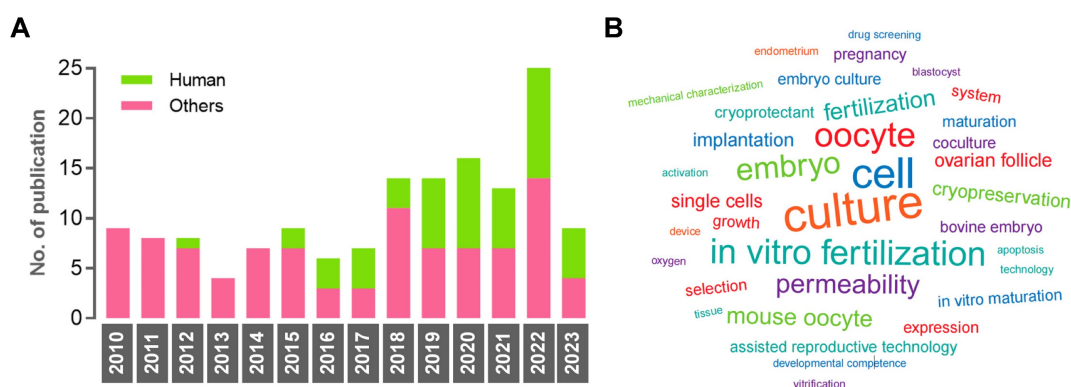 A
No. of publication
25
20
15
10
5
0
Human
Others
2010
2011
2012
2013
2014
2015
2016
2017
2018
2019
2020
2021
2022
2023
B
drug screening
endometrium
pregnancy
blastocyst
mechanical characterization
embryo culture
system
cryoprotectant
fertilization
maturation
implantation
oocyte
coculture
activation
embryo
cell
ovarian follicle
single cells
culture
cryopreservation
growth
device
bovine embryo
oxygen
in vitro fertilization
apoptosis
technology
selection
permeability
in vitro maturation
tissue
mouse oocyte
expression
assisted reproductive technology
developmental competence
vitrification